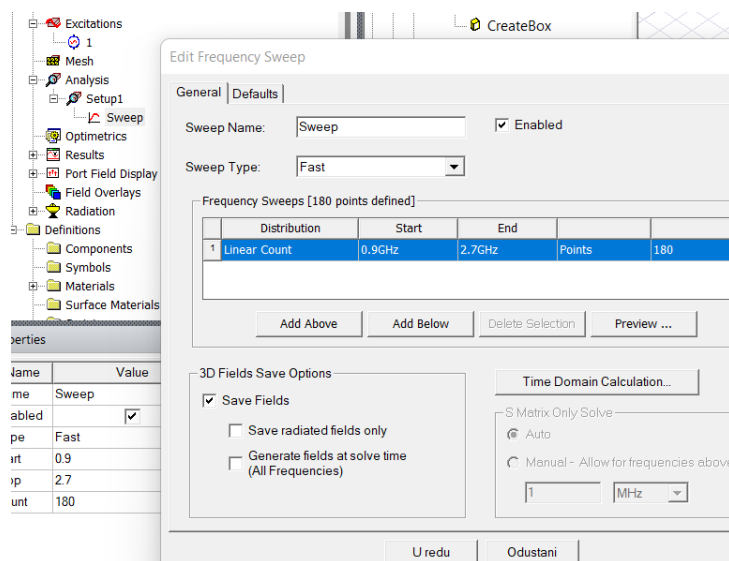 Excitations
1
Mesh
Analysis
Setup1
Sweep
Optimetrics
Results
Port Field Display
Field Overlays
Radiation
Definitions
Components
Symbols
Materials
Surface Materials
CreateBox
perties
Name Value
me Sweep
abled
pe Fast
art 0.9
op 2.7
unt 180
Edit Frequency Sweep
General Defaults
Sweep Name: Sweep Enabled
Sweep Type: Fast
Frequency Sweeps [180 points defined]
Distribution Start End
1 Linear Count 0.9GHz 2.7GHz Points 180
Add Above Add Below Delete Selection Preview ...
3D Fields Save Options
Save Fields
Save radiated fields only
Generate fields at solve time
(All Frequencies)
Time Domain Calculation...
S Matrix Only Solve
Auto
Manual - Allow for frequencies above
1 MHz
U redu Odustani